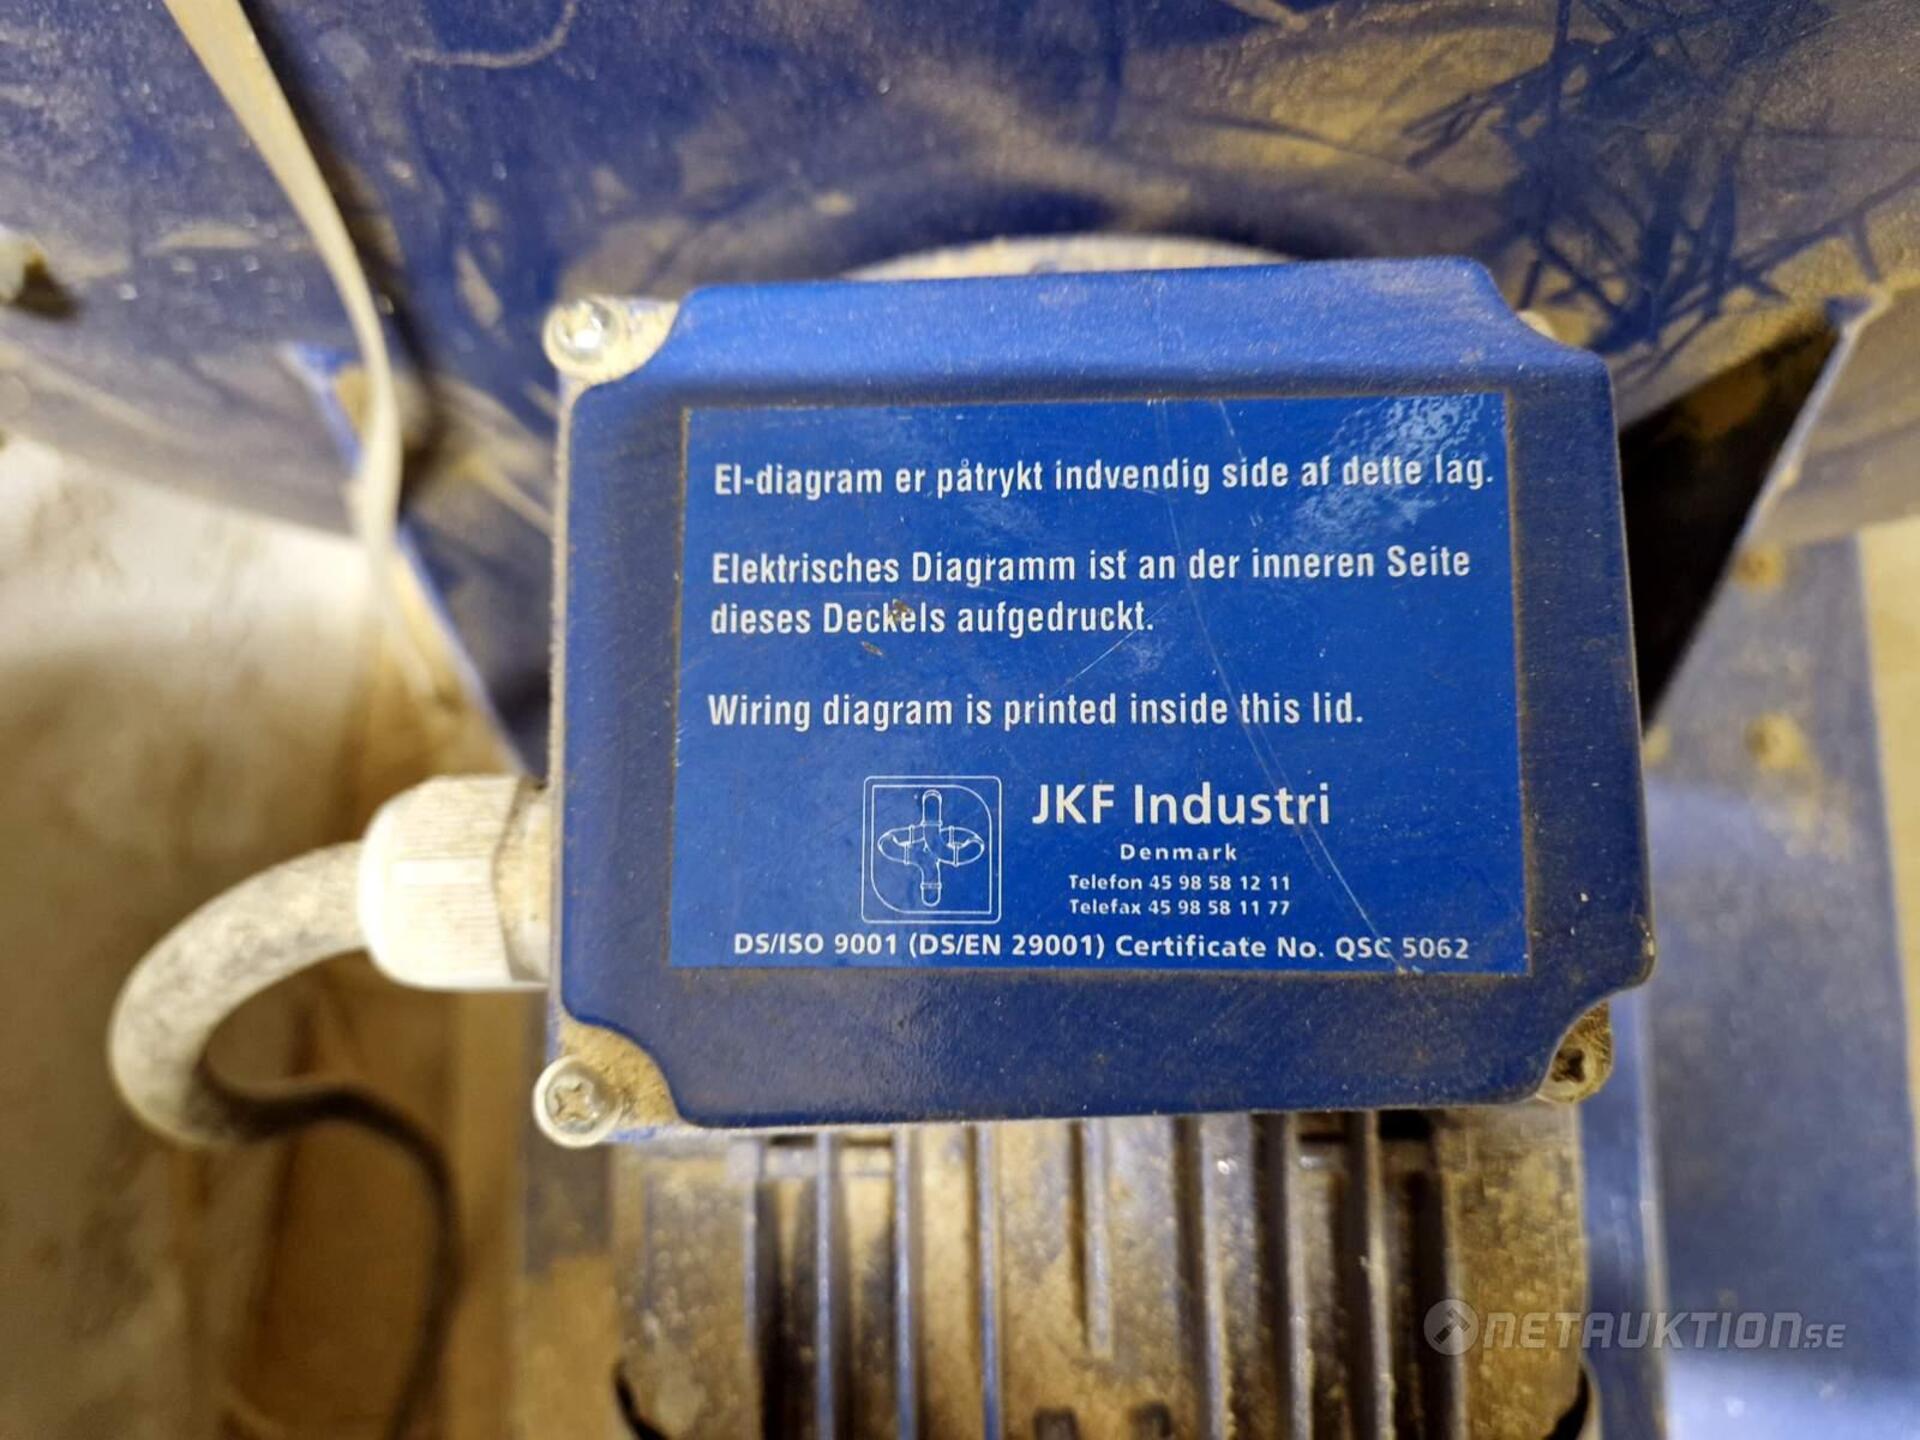 El-diagram er påtrykt indvendig side af dette låg.
Elektrisches Diagramm ist an der inneren Seite
dieses Deckels aufgedruckt.
Wiring diagram is printed inside this lid.
JKF Industri
Denmark
Telefon 45 98 58 12 11
Telefax 45 98 58 11 77
DS/ISO 9001 (DS/EN 29001) Certificate No. QSC 5062
NETAUKTION.SE